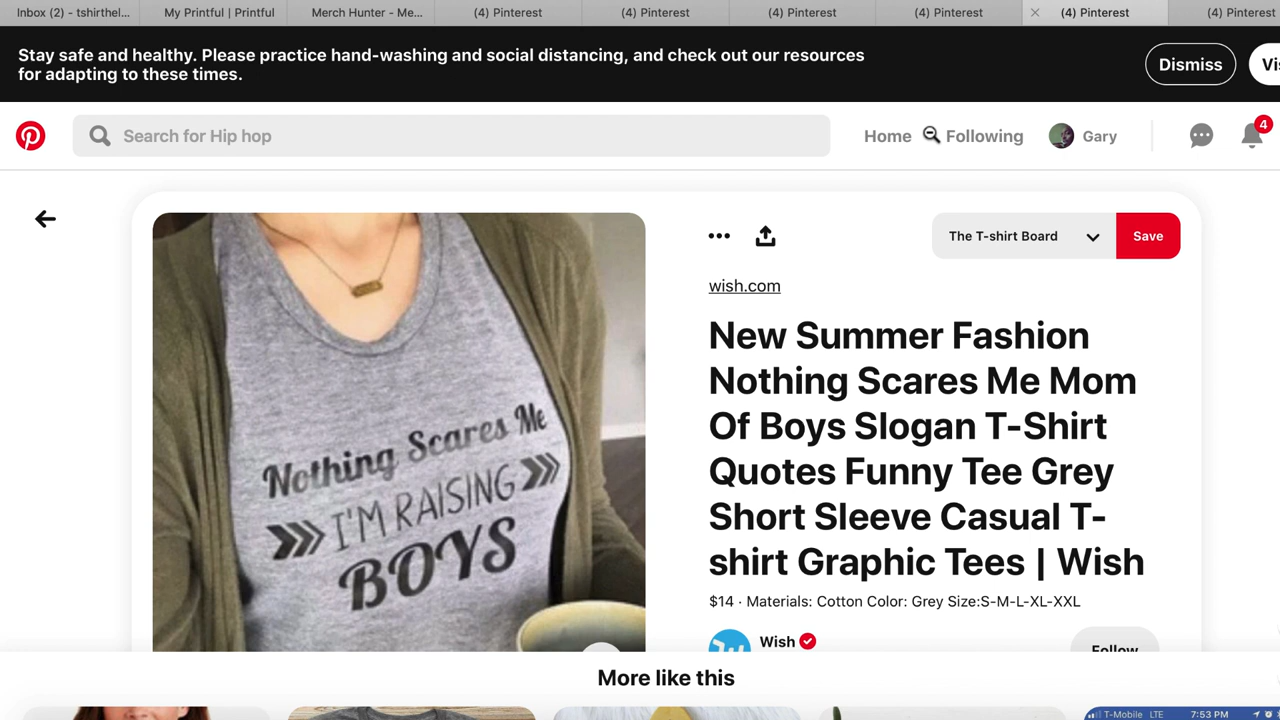 Inbox (2) - tshirthel...
My Printful | Printful
Merch Hunter - Me...
(4) Pinterest
(4) Pinterest
(4) Pinterest
(4) Pinterest
(4) Pinterest
(4) Pinterest
Stay safe and healthy. Please practice hand-washing and social distancing, and check out our resources
for adapting to these times.
Dismiss
Search for Hip hop
Home
Following
Gary
4
The T-shirt Board
Save
wish.com
New Summer Fashion
Nothing Scares Me Mom
Of Boys Slogan T-Shirt
Quotes Funny Tee Grey
Short Sleeve Casual T-
shirt Graphic Tees | Wish
$14 · Materials: Cotton Color: Grey Size:S-M-L-XL-XXL
Wish
Follow
Nothing Scares Me
I'M RAISING
BOYS
More like this
T-Mobile LTE
7:53 PM